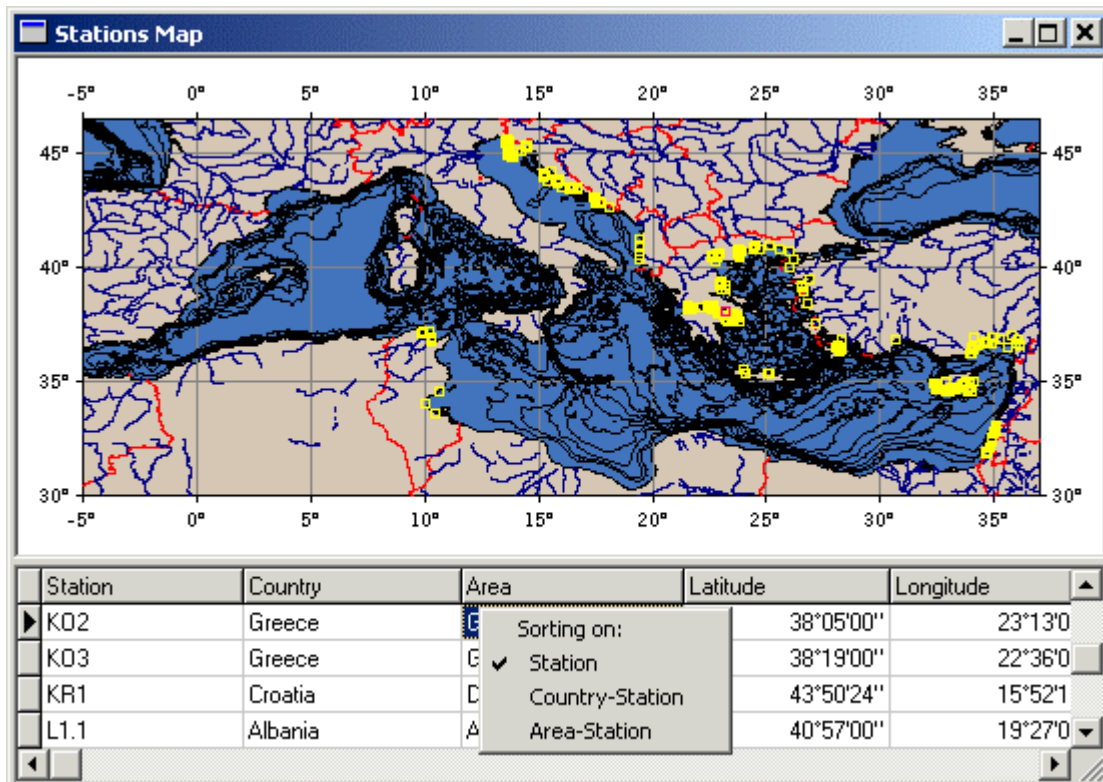 Stations Map
-5° 0° 5° 10° 15° 20° 25° 30° 35°
45° 45°
40° 40°
35° 35°
30° 30°
-5° 0° 5° 10° 15° 20° 25° 30° 35°
Station Country Area Latitude Longitude
KO2 Greece G 38°05'00" 23°13'0
KO3 Greece G 38°19'00" 22°36'0
KR1 Croatia D 43°50'24" 15°52'1
L1.1 Albania A 40°57'00" 19°27'0
Sorting on:
Station
Country-Station
Area-Station